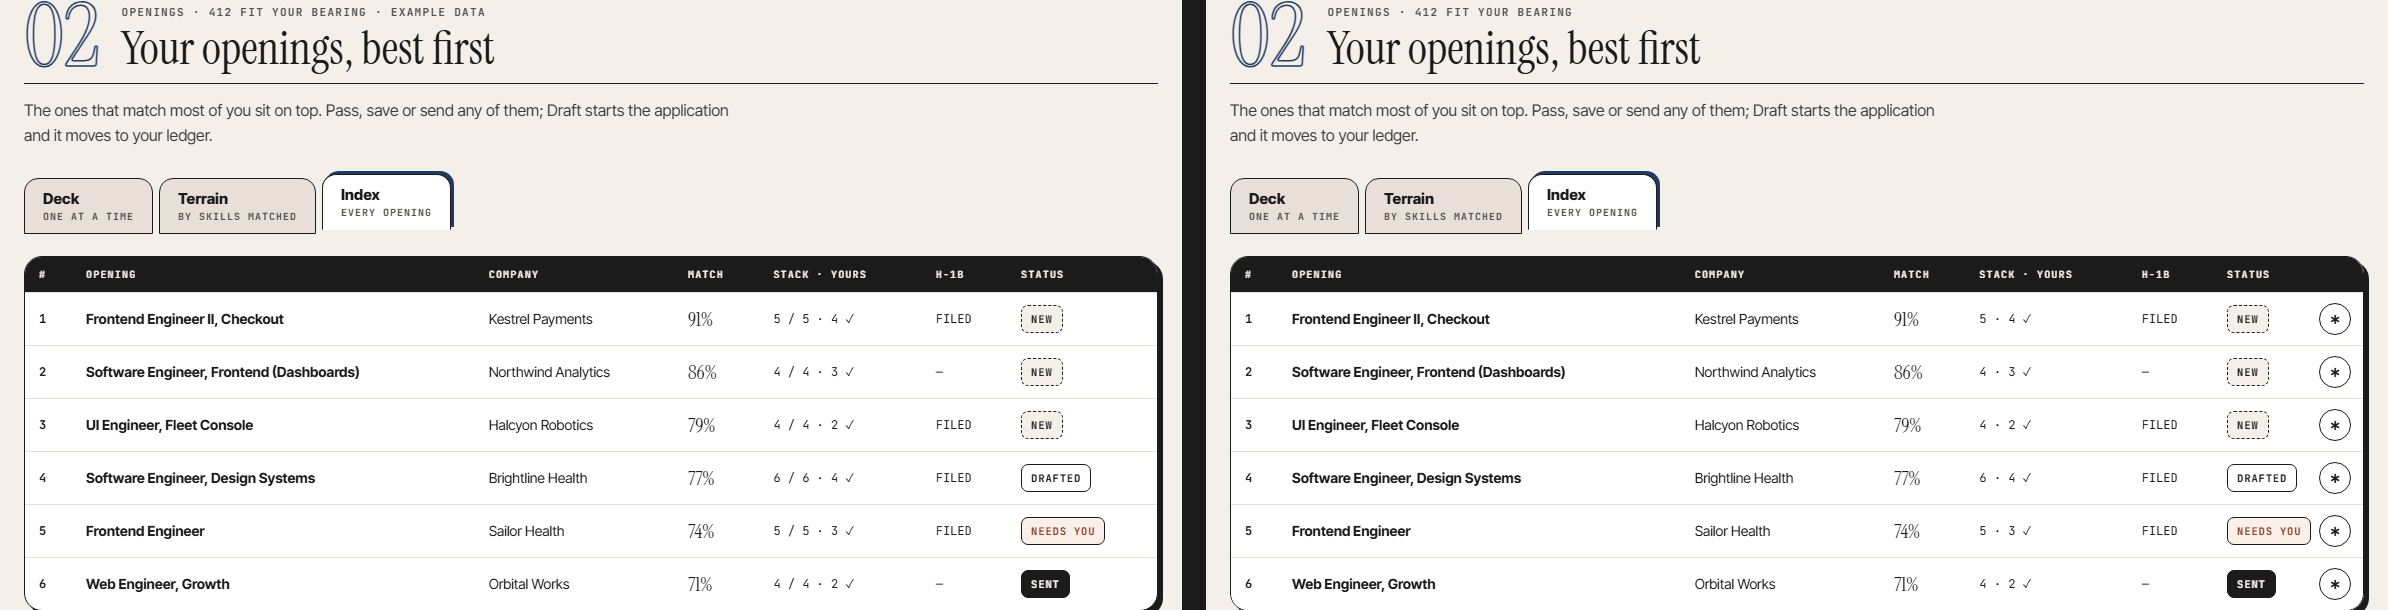 02
OPENINGS · 412 FIT YOUR BEARING · EXAMPLE DATA
Your openings, best first
The ones that match most of you sit on top. Pass, save or send any of them; Draft starts the application
and it moves to your ledger.
Deck
ONE AT A TIME
Terrain
BY SKILLS MATCHED
Index
EVERY OPENING
# OPENING COMPANY MATCH STACK · YOURS H-1B STATUS
1 Frontend Engineer II, Checkout Kestrel Payments 91% 5 / 5 · 4 ✓ FILED NEW
2 Software Engineer, Frontend (Dashboards) Northwind Analytics 86% 4 / 4 · 3 ✓ — NEW
3 UI Engineer, Fleet Console Halcyon Robotics 79% 4 / 4 · 2 ✓ FILED NEW
4 Software Engineer, Design Systems Brightline Health 77% 6 / 6 · 4 ✓ FILED DRAFTED
5 Frontend Engineer Sailor Health 74% 5 / 5 · 3 ✓ FILED NEEDS YOU
6 Web Engineer, Growth Orbital Works 71% 4 / 4 · 2 ✓ — SENT
02
OPENINGS · 412 FIT YOUR BEARING
Your openings, best first
The ones that match most of you sit on top. Pass, save or send any of them; Draft starts the application
and it moves to your ledger.
Deck
ONE AT A TIME
Terrain
BY SKILLS MATCHED
Index
EVERY OPENING
# OPENING COMPANY MATCH STACK · YOURS H-1B STATUS
1 Frontend Engineer II, Checkout Kestrel Payments 91% 5 · 4 ✓ FILED NEW *
2 Software Engineer, Frontend (Dashboards) Northwind Analytics 86% 4 · 3 ✓ — NEW *
3 UI Engineer, Fleet Console Halcyon Robotics 79% 4 · 2 ✓ FILED NEW *
4 Software Engineer, Design Systems Brightline Health 77% 6 · 4 ✓ FILED DRAFTED *
5 Frontend Engineer Sailor Health 74% 5 · 3 ✓ FILED NEEDS YOU *
6 Web Engineer, Growth Orbital Works 71% 4 · 2 ✓ — SENT *